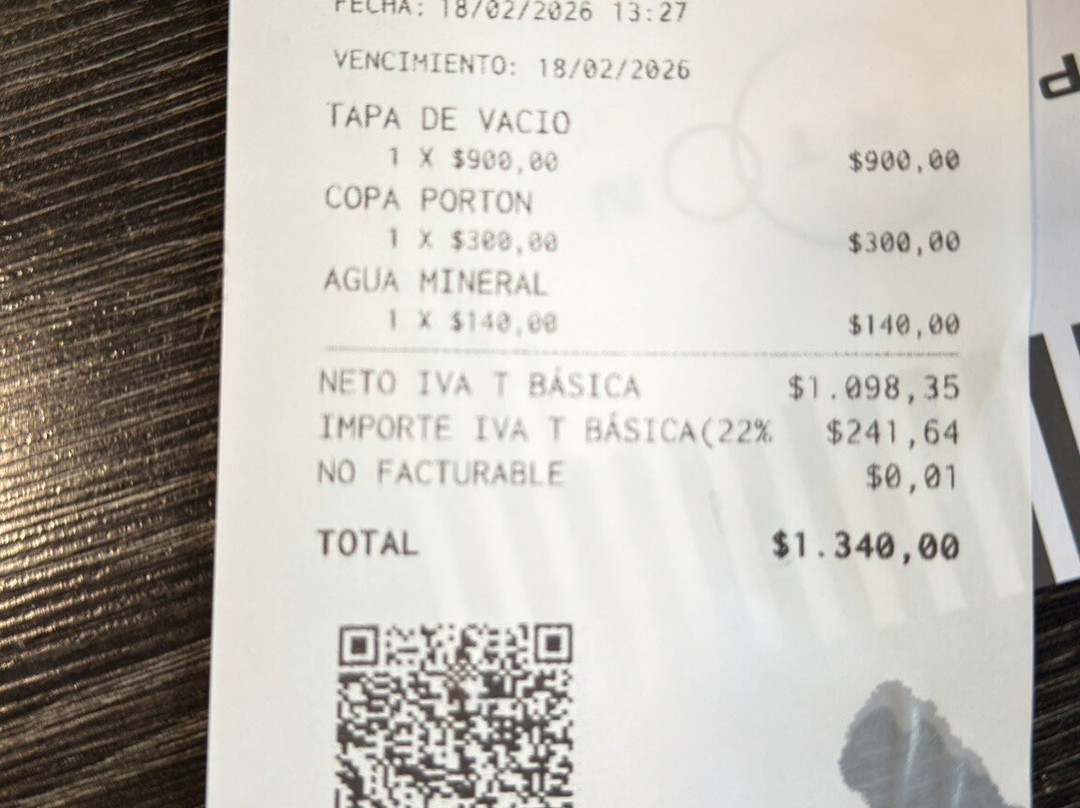 FECHA: 18/02/2026 13:27
VENCIMIENTO: 18/02/2026
TAPA DE VACIO
1 X $900,00 $900,00
COPA PORTON
1 X $300,00 $300,00
AGUA MINERAL
1 X $140,00 $140,00
NETO IVA T BÁSICA $1.098,35
IMPORTE IVA T BÁSICA(22% $241,64
NO FACTURABLE $0,01
TOTAL $1.340,00